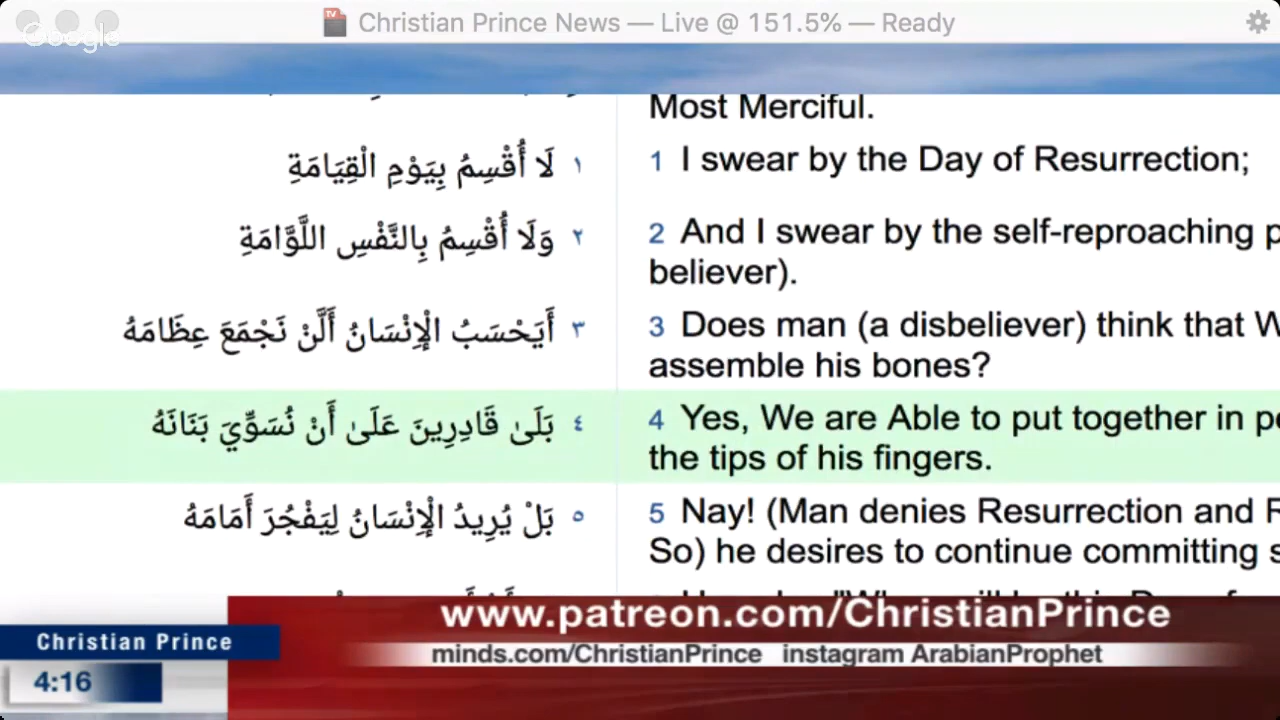 Christian Prince News — Live @ 151.5% — Ready
Google
Most Merciful.
لَا أُقْسِمُ بِيَوْمِ الْقِيَامَةِ ١
1 I swear by the Day of Resurrection;
وَلَا أُقْسِمُ بِالنَّفْسِ اللَّوَّامَةِ ٢
2 And I swear by the self-reproaching p
believer).
أَيَحْسَبُ الْإِنْسَانُ أَلَّنْ نَجْمَعَ عِظَامَهُ ٣
3 Does man (a disbeliever) think that W
assemble his bones?
بَلَىٰ قَادِرِينَ عَلَىٰ أَنْ نُسَوِّيَ بَنَانَهُ ٤
4 Yes, We are Able to put together in pe
the tips of his fingers.
بَلْ يُرِيدُ الْإِنْسَانُ لِيَفْجُرَ أَمَامَهُ ٥
5 Nay! (Man denies Resurrection and R
So) he desires to continue committing s
www.patreon.com/ChristianPrince
Christian Prince
minds.com/ChristianPrince instagram ArabianProphet
4:16